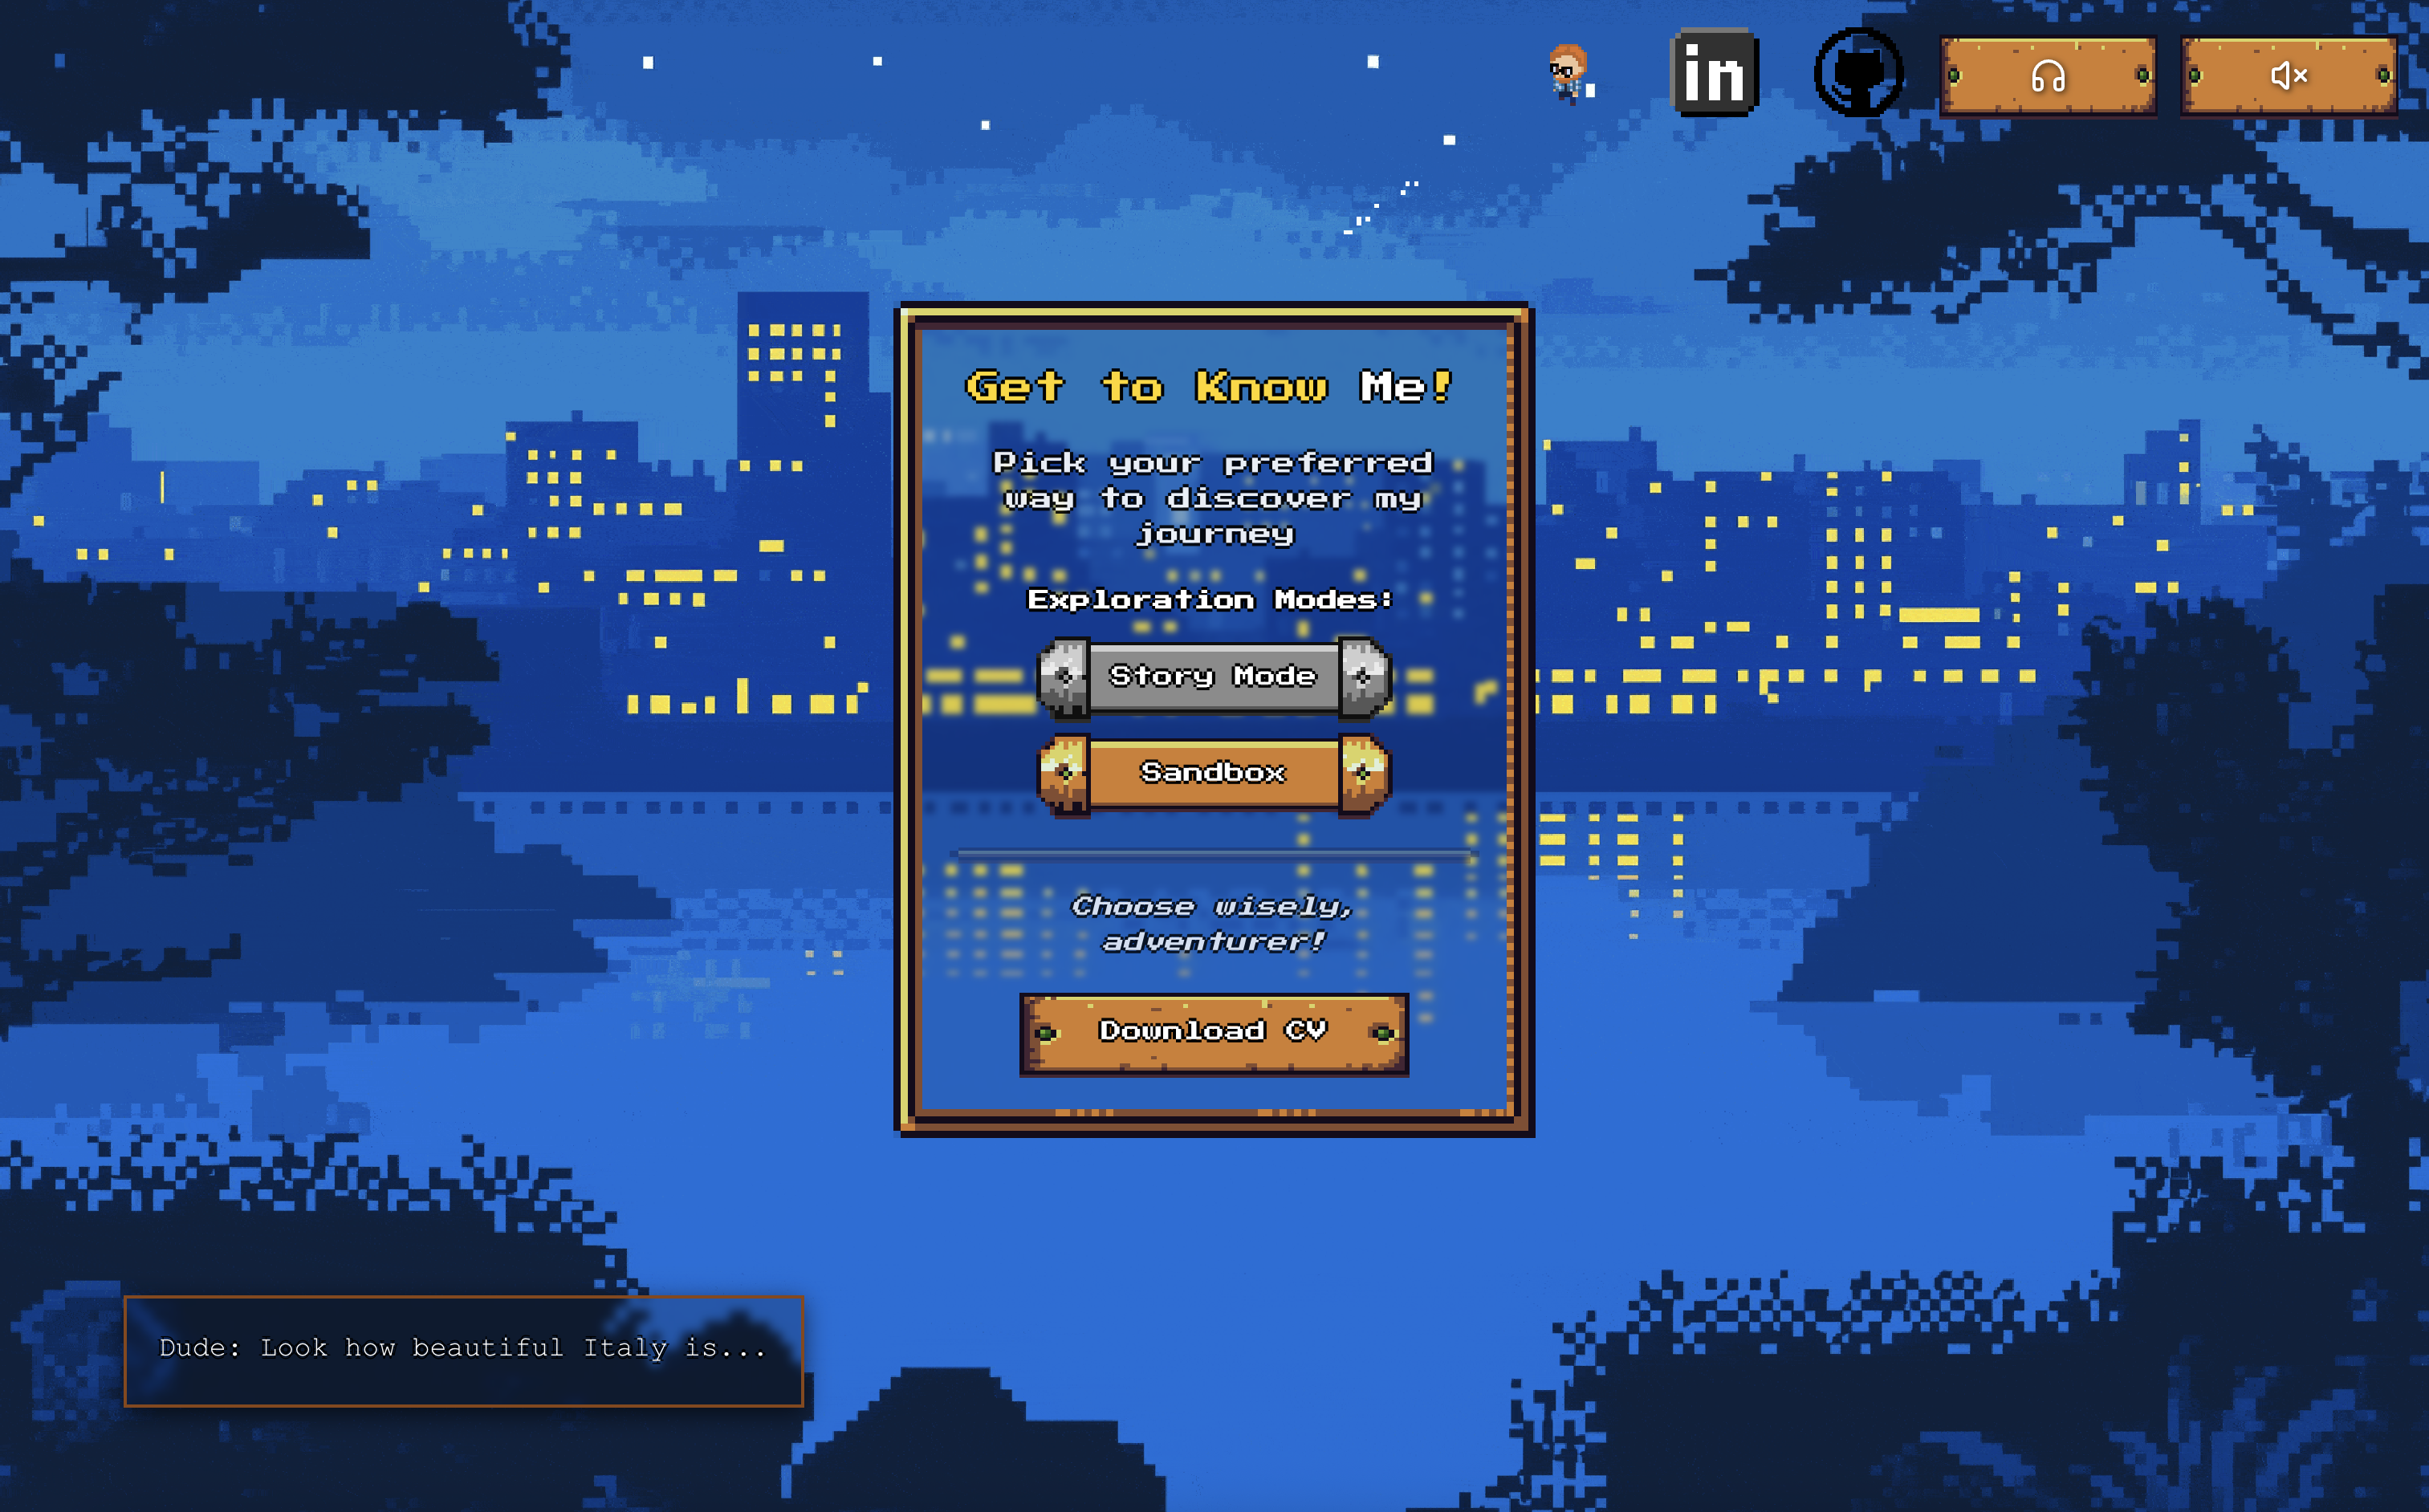 in
Get to Know Me!
Pick your preferred
way to discover my
journey
Exploration Modes:
Story Mode
Sandbox
Choose wisely,
adventurer!
Download CV
Dude: Look how beautiful Italy is...